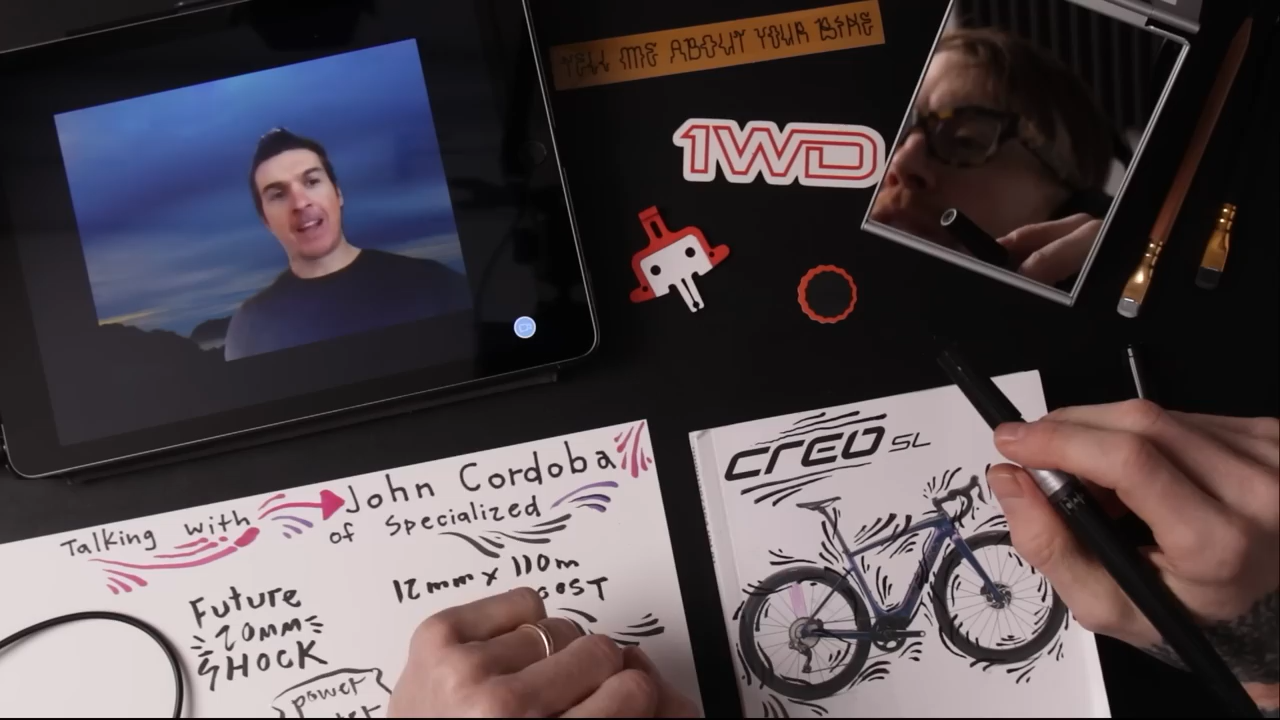 TELL ME ABOUT YOUR BIKE
1WD
CREO SL
Talking with John Cordoba
of Specialized
Future
20mm
SHOCK
power
12mm x 110m